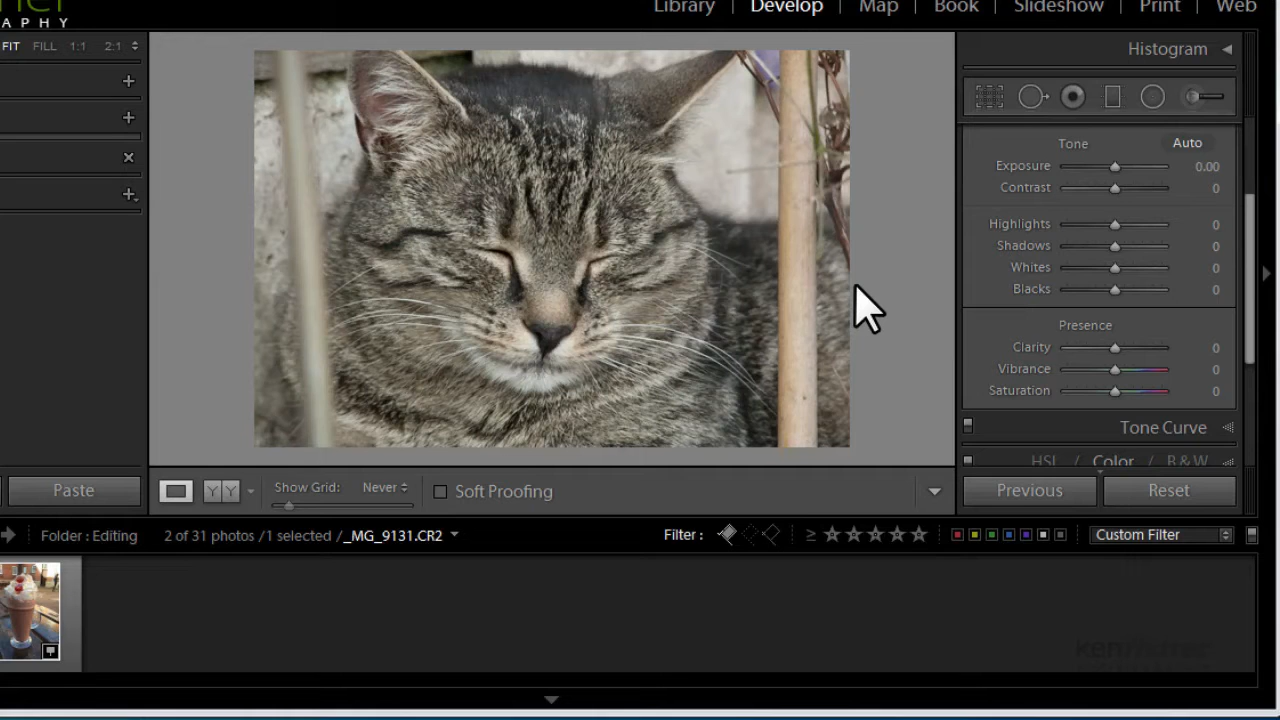 APHY
Library | Develop | Map | Book | Slideshow | Print | Web
FIT FILL 1:1 2:1
Histogram
Tone Auto
Exposure 0.00
Contrast 0
Highlights 0
Shadows 0
Whites 0
Blacks 0
Presence
Clarity 0
Vibrance 0
Saturation 0
Tone Curve
HSL / Color / B&W
Paste
Y Y
Show Grid: Never
Soft Proofing
Previous
Reset
Folder : Editing
2 of 31 photos /1 selected /_MG_9131.CR2
Filter :
≥
Custom Filter